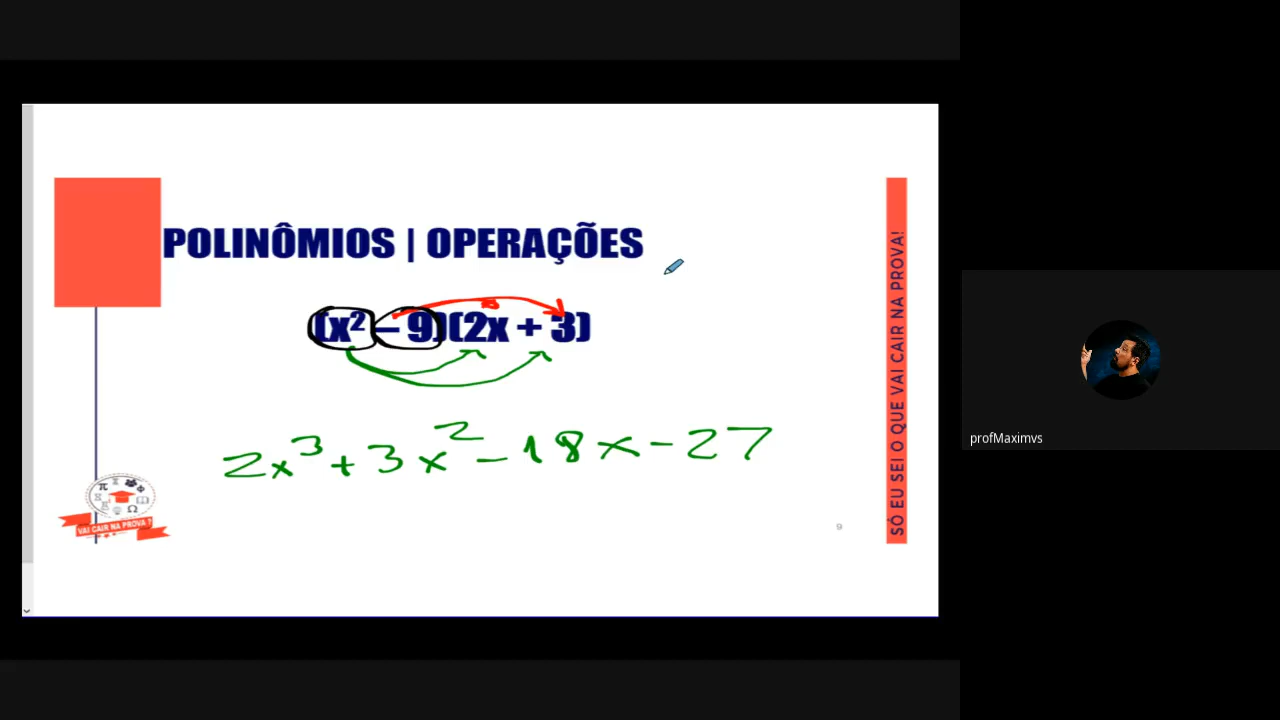 POLINÔMIOS | OPERAÇÕES
(x² – 9)(2x + 3)
2x³+3x²-18x-27
VAI CAIR NA PROVA ?
9
SÓ EU SEI O QUE VAI CAIR NA PROVA!
profMaximvs